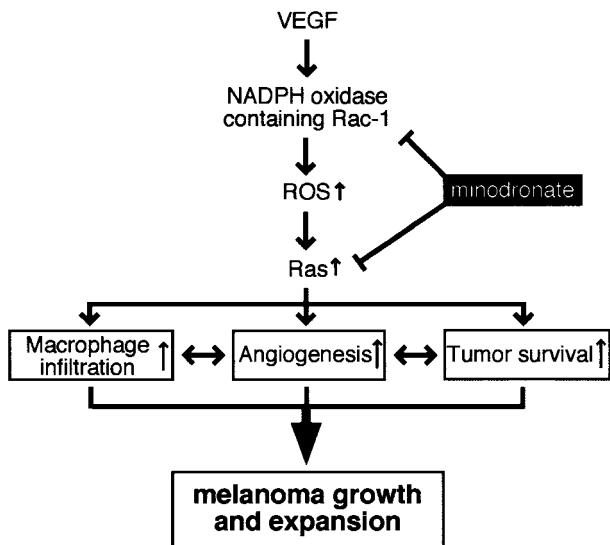 VEGF
NADPH oxidase
containing Rac-1
ROS↑
minodronate
Ras↑
Macrophage
infiltration ↑
Angiogenesis↑
Tumor survival↑
melanoma growth
and expansion